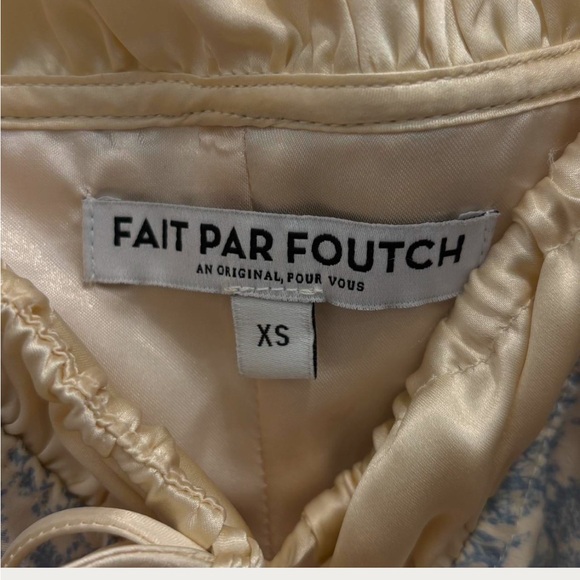 FAIT PAR FOUTCH
AN ORIGINAL, POUR VOUS
XS